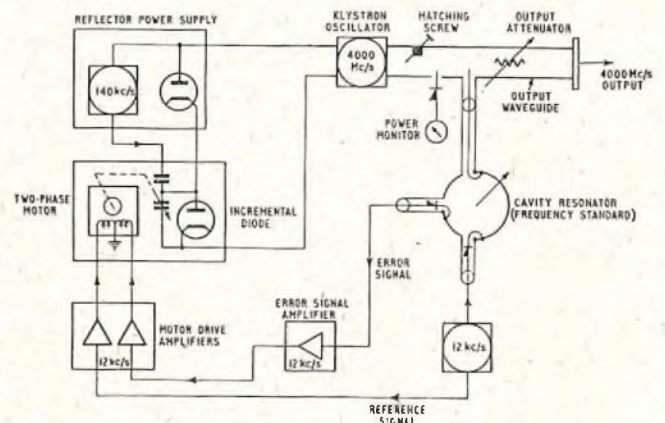 REFLECTOR POWER SUPPLY
KLYSTRON
OSCILLATOR
MATCHING
SCREW
OUTPUT
ATTENUATOR
140kc/s
4000
Mc/s
4000Mc/s
OUTPUT
OUTPUT
WAVEGUIDE
POWER
MONITOR
TWO-PHASE
MOTOR
INCREMENTAL
DIODE
CAVITY RESONATOR
(FREQUENCY STANDARD)
ERROR
SIGNAL
ERROR SIGNAL
AMPLIFIER
MOTOR DRIVE
AMPLIFIERS
12kc/s
12kc/s
12kc/s
REFERENCE
SIGNAL